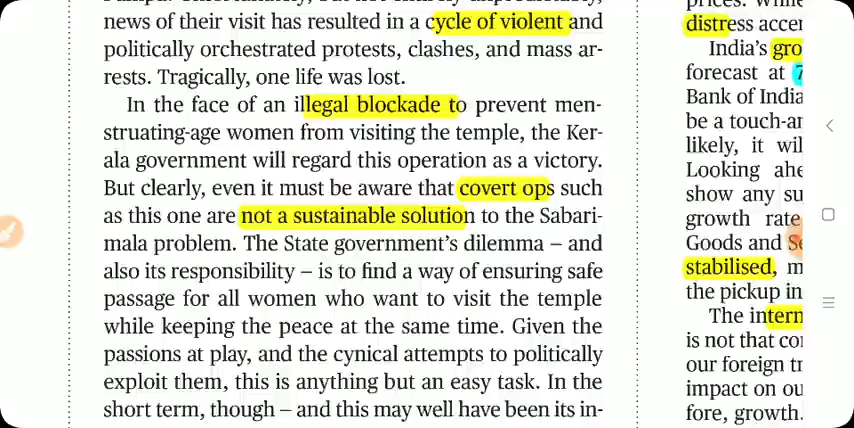 news of their visit has resulted in a cycle of violent and
politically orchestrated protests, clashes, and mass ar-
rests. Tragically, one life was lost.
In the face of an illegal blockade to prevent men-
struating-age women from visiting the temple, the Ker-
ala government will regard this operation as a victory.
But clearly, even it must be aware that covert ops such
as this one are not a sustainable solution to the Sabari-
mala problem. The State government's dilemma – and
also its responsibility – is to find a way of ensuring safe
passage for all women who want to visit the temple
while keeping the peace at the same time. Given the
passions at play, and the cynical attempts to politically
exploit them, this is anything but an easy task. In the
short term, though – and this may well have been its in-
distress
India's
forecast at 7
Bank of India
be a
likely, it
Looking
show any
growth rate
Goods and
stabilised,
the pickup in
The
is not that
our foreign
impact on
fore, growth.